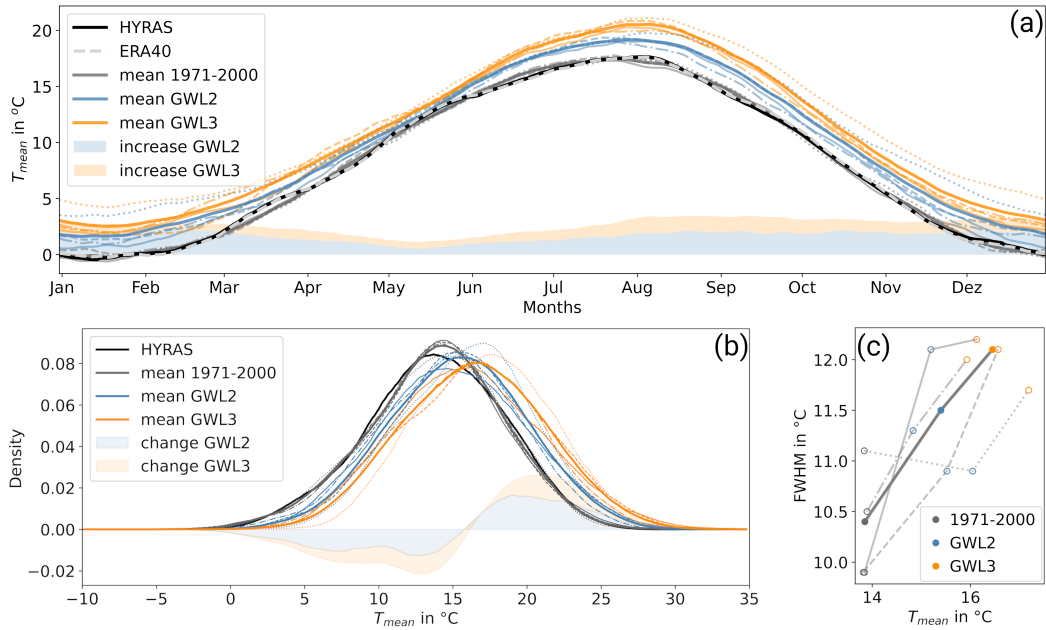 (a)
HYRAS
ERA40
mean 1971-2000
mean GWL2
mean GWL3
increase GWL2
increase GWL3
20
15
10
5
0
Tmean in °C
Jan Feb Mar Apr May Jun Jul Aug Sep Oct Nov Dez
Months
(b)
HYRAS
mean 1971-2000
mean GWL2
mean GWL3
change GWL2
change GWL3
0.08
0.06
0.04
0.02
0.00
−0.02
Density
−10 −5 0 5 10 15 20 25 30 35
Tmean in °C
(c)
12.0
11.5
11.0
10.5
10.0
FWHM in °C
1971-2000
GWL2
GWL3
14 16
Tmean in °C